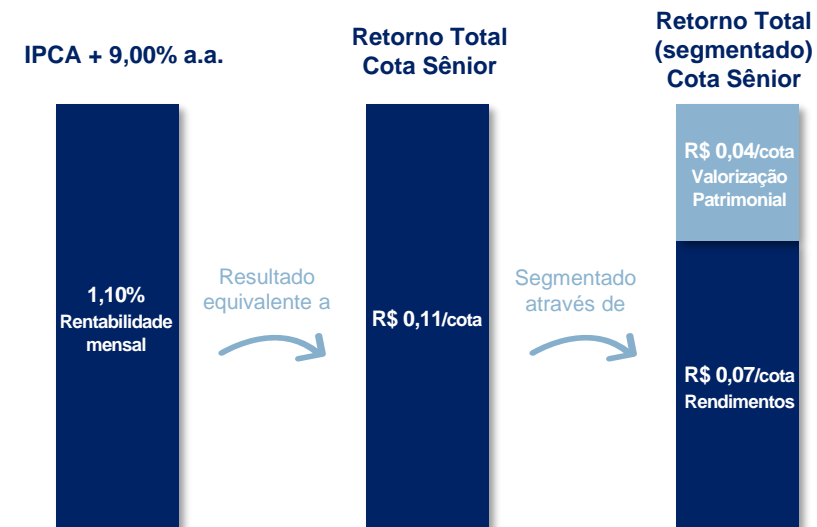 IPCA + 9,00% a.a.
1,10%
Rentabilidade
mensal
Resultado
equivalente a
Retorno Total
Cota Sênior
R$ 0,11/cota
Segmentado
através de
Retorno Total
(segmentado)
Cota Sênior
R$ 0,04/cota
Valorização
Patrimonial
R$ 0,07/cota
Rendimentos